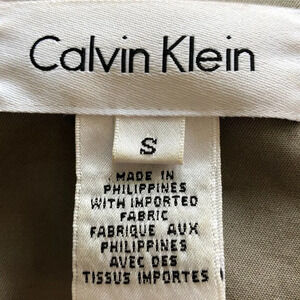 Calvin Klein
S
MADE IN
PHILIPPINES
WITH IMPORTED
FABRIC
FABRIQUE AUX
PHILIPPINES
AVEC DES
TISSUS IMPORTES